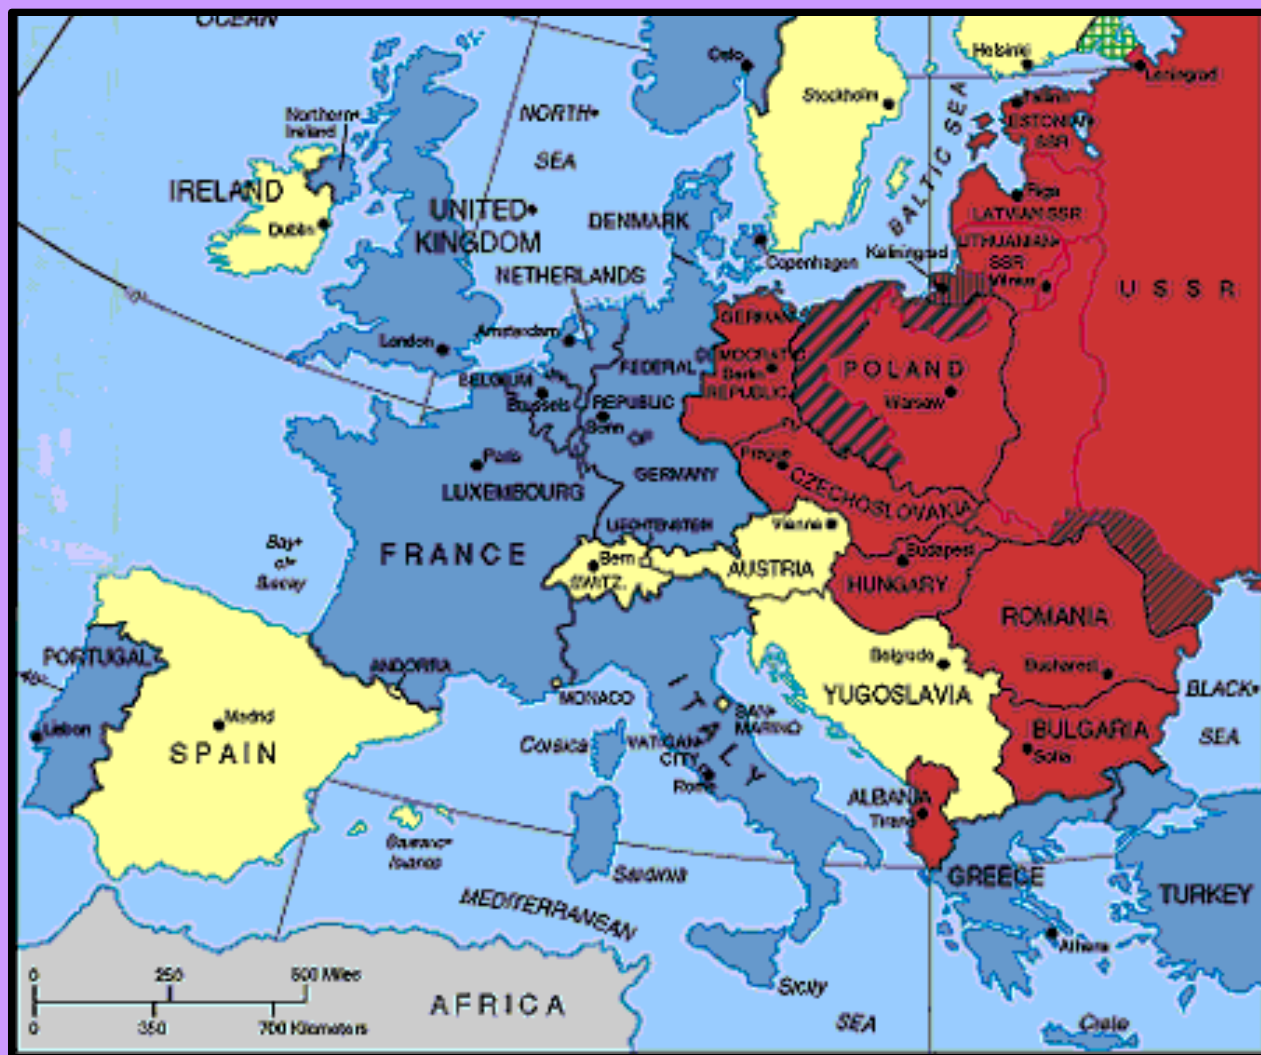 OCEAN
Oslo
Helsinki
Leningrad
Stockholm
Tallinn
ESTONIAN
SSR
Northern
Ireland
NORTH
SEA
BALTIC SEA
IRELAND
Dublin
UNITED
KINGDOM
DENMARK
Copenhagen
Riga
LATVIAN SSR
Kaliningrad
LITHUANIAN
SSR
Vilnius
USSR
NETHERLANDS
Amsterdam
London
GERMAN
DEMOCRATIC
Berlin
REPUBLIC
POLAND
Warsaw
BELGIUM
Brussels
FEDERAL
REPUBLIC
Bonn
OF
GERMANY
Paris
LUXEMBOURG
Prague
CZECHOSLOVAKIA
LIECHTENSTEIN
Vienna
Bay
of
Biscay
FRANCE
Bern
SWITZ.
AUSTRIA
Budapest
HUNGARY
ROMANIA
Bucharest
PORTUGAL
Lisbon
ANDORRA
MONACO
ITALY
SAN
MARINO
Belgrade
YUGOSLAVIA
BLACK
SEA
BULGARIA
Sofia
Madrid
SPAIN
Corsica
VATICAN
CITY
Rome
ALBANIA
Tirane
Balearic
Islands
Sardinia
MEDITERRANEAN
GREECE
TURKEY
Athens
Sicily
SEA
Crete
AFRICA
0 250 500 Miles
0 350 700 Kilometers